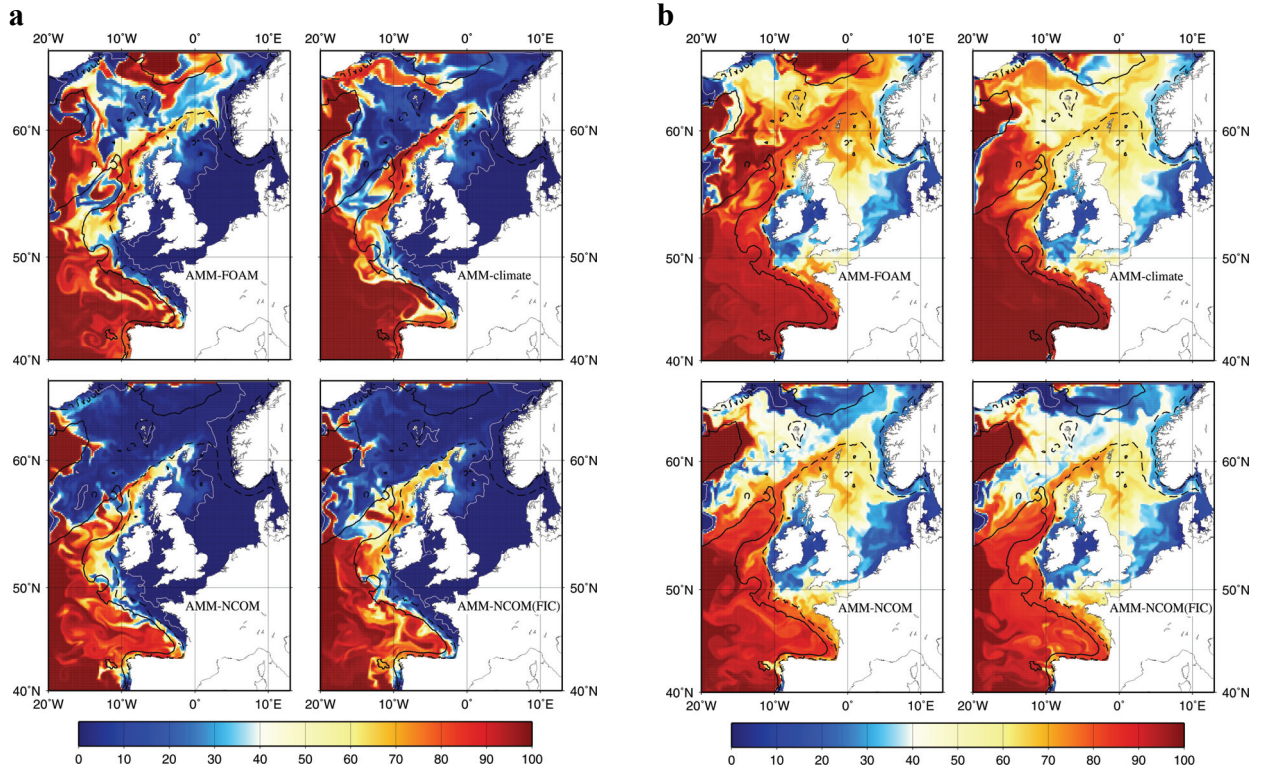 a b
20°W 10°W 0° 10°E 20°W 10°W 0° 10°E 20°W 10°W 0° 10°E 20°W 10°W 0° 10°E
60°N 60°N 60°N 60°N
50°N 50°N 50°N 50°N
AMM-FOAM AMM-climate AMM-FOAM AMM-climate
40°N 40°N 40°N 40°N
60°N 60°N 60°N 60°N
50°N 50°N 50°N 50°N
AMM-NCOM AMM-NCOM(FIC) AMM-NCOM AMM-NCOM(FIC)
40°N 40°N 40°N 40°N
20°W 10°W 0° 10°E 20°W 10°W 0° 10°E 20°W 10°W 0° 10°E 20°W 10°W 0° 10°E
0 10 20 30 40 50 60 70 80 90 100 0 10 20 30 40 50 60 70 80 90 100